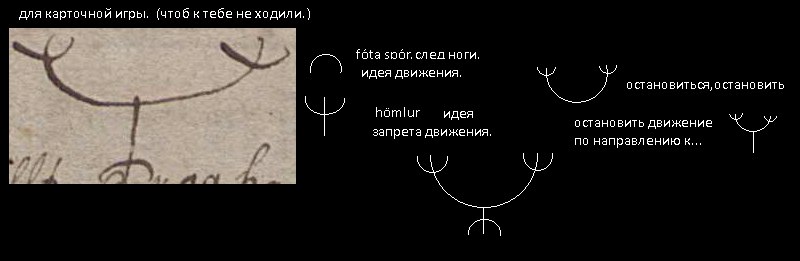 для карточной игры. (чтоб к тебе не ходили.)
fóta spór. след ноги.
идея движения.
hömlur идея
запрета движения.
остановиться,остановить
остановить движение
по направлению к...